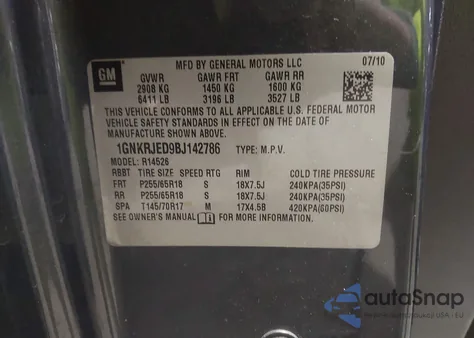 GM
MFD BY GENERAL MOTORS LLC 07/10
GVWR GAWR FRT GAWR RR
2908 KG 1450 KG 1600 KG
6411 LB 3196 LB 3527 LB
THIS VEHICLE CONFORMS TO ALL APPLICABLE U.S. FEDERAL MOTOR
VEHICLE SAFETY STANDARDS IN EFFECT ON THE DATE OF
MANUFACTURE SHOWN ABOVE.
1GNKRJED9BJ142786 TYPE: M.P.V.
MODEL: R14526
RBBT TIRE SIZE SPEED RTG RIM COLD TIRE PRESSURE
FRT P255/65R18 S 18X7.5J 240KPA(35PSI)
RR P255/65R18 S 18X7.5J 240KPA(35PSI)
SPA T145/70R17 M 17X4.5B 420KPA(60PSI)
SEE OWNER'S MANUAL FOR MORE INFORMATION.
autoSnap